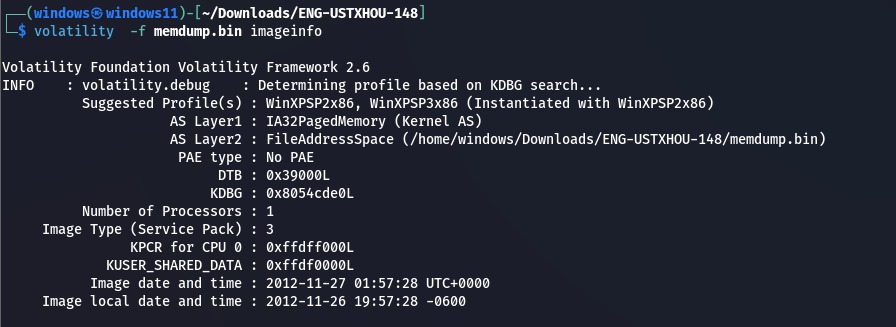 ┌──(windows㉿windows11)-[~/Downloads/ENG-USTXHOU-148]
└─$ volatility  -f memdump.bin imageinfo
Volatility Foundation Volatility Framework 2.6
INFO    : volatility.debug    : Determining profile based on KDBG search...
          Suggested Profile(s) : WinXPSP2x86, WinXPSP3x86 (Instantiated with WinXPSP2x86)
                     AS Layer1 : IA32PagedMemory (Kernel AS)
                     AS Layer2 : FileAddressSpace (/home/windows/Downloads/ENG-USTXHOU-148/memdump.bin)
                      PAE type : No PAE
                           DTB : 0x39000L
                          KDBG : 0x8054cde0L
          Number of Processors : 1
     Image Type (Service Pack) : 3
                KPCR for CPU 0 : 0xffdff000L
             KUSER_SHARED_DATA : 0xffdf0000L
           Image date and time : 2012-11-27 01:57:28 UTC+0000
     Image local date and time : 2012-11-26 19:57:28 -0600